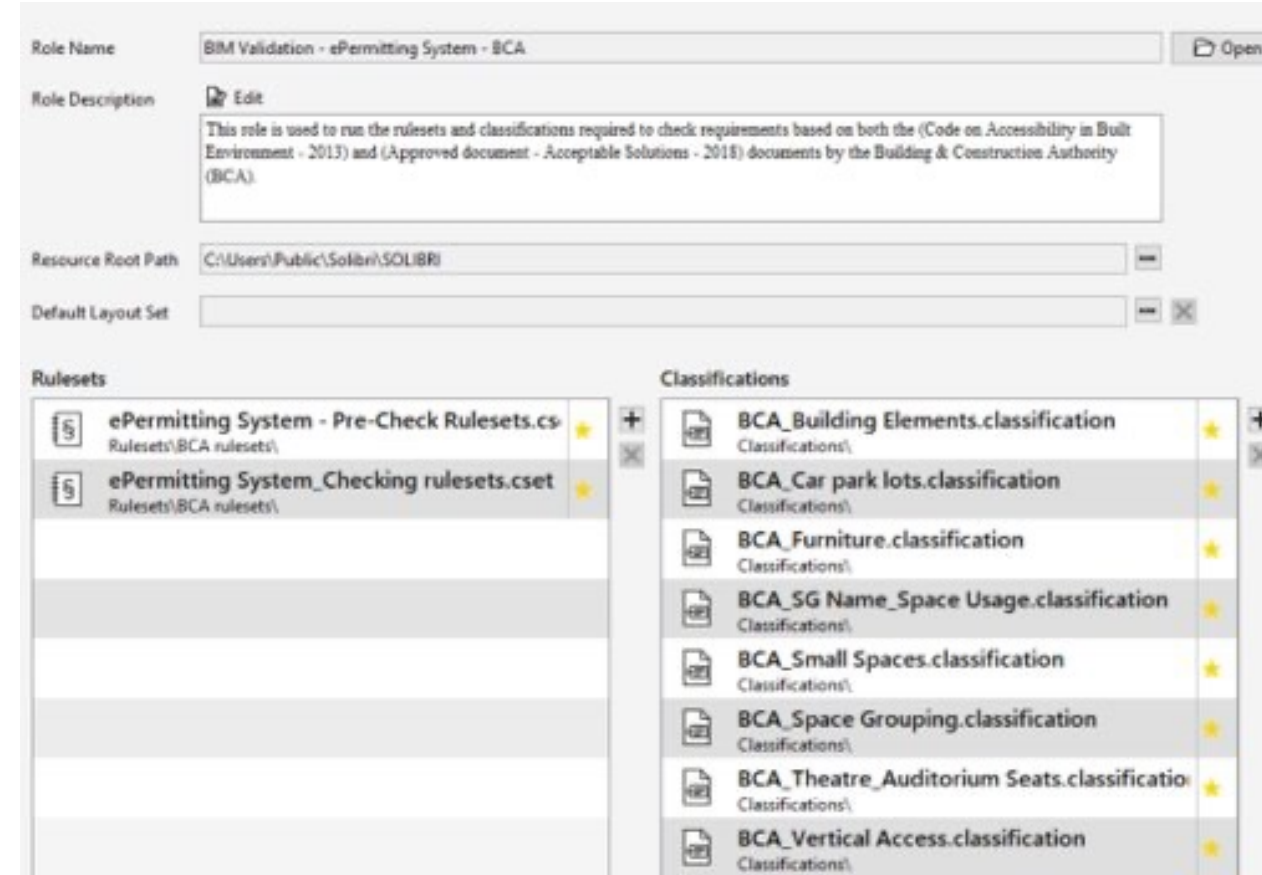 Role Name
BIM Validation - ePermitting System - BCA
Open
Role Description
Edit
This role is used to run the rulesets and classifications required to check requirements based on both the (Code on Accessibility in Built
Environment - 2013) and (Approved document - Acceptable Solutions - 2018) documents by the Building & Construction Authority
(BCA).
Resource Root Path
C:\Users\Public\Solibri\SOLIBRI
Default Layout Set
Rulesets
ePermitting System - Pre-Check Rulesets.cs
Rulesets\BCA rulesets\
ePermitting System_Checking rulesets.cset
Rulesets\BCA rulesets\
Classifications
BCA_Building Elements.classification
Classifications\
BCA_Car park lots.classification
Classifications\
BCA_Furniture.classification
Classifications\
BCA_SG Name_Space Usage.classification
Classifications\
BCA_Small Spaces.classification
Classifications\
BCA_Space Grouping.classification
Classifications\
BCA_Theatre_Auditorium Seats.classificatio
Classifications\
BCA_Vertical Access.classification
Classifications\